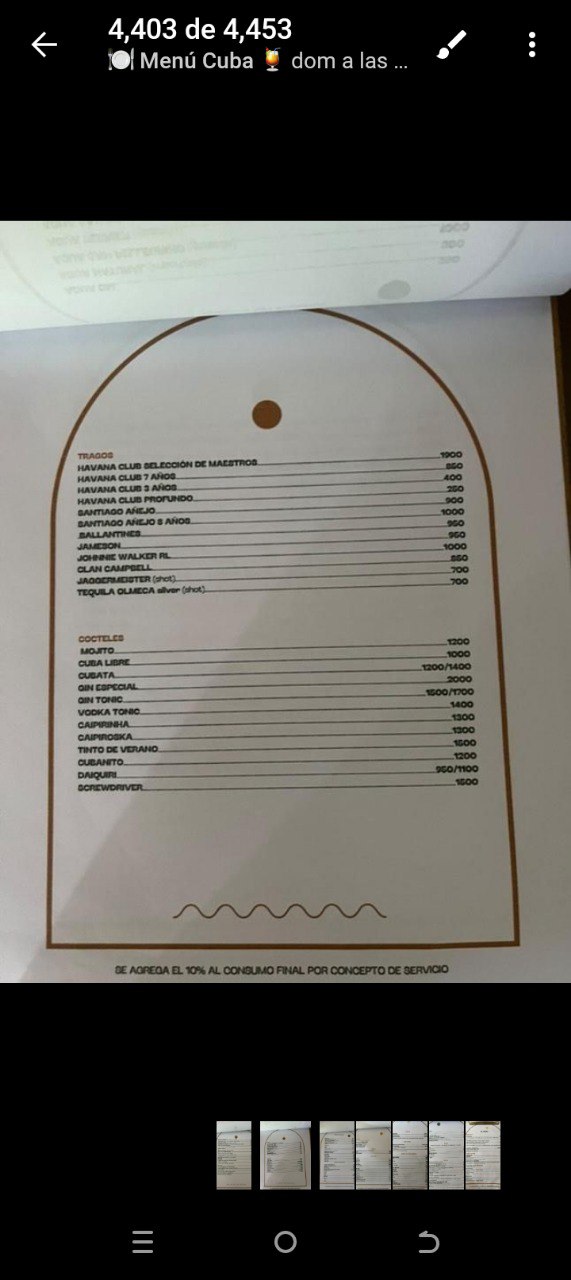 4,403 de 4,453
🍽️ Menú Cuba 🍹 dom a las ...
TRAGOS
HAVANA CLUB SELECCIÓN DE MAESTROS 1900
HAVANA CLUB 7 AÑOS 850
HAVANA CLUB 3 AÑOS 400
HAVANA CLUB PROFUNDO 250
SANTIAGO AÑEJO 900
SANTIAGO AÑEJO 8 AÑOS 1000
BALLANTINES 950
JAMESON 950
JOHNNIE WALKER RL 1000
CLAN CAMPBELL 850
JAGGERMEISTER (shot) 700
TEQUILA OLMECA silver (shot) 700
COCTELES
MOJITO 1200
CUBA LIBRE 1000
CUBATA 1200/1400
GIN ESPECIAL 2000
GIN TONIC 1500/1700
VODKA TONIC 1400
CAIPIRINHA 1300
CAIPIROSKA 1300
TINTO DE VERANO 1500
CUBANITO 1200
DAIQUIRI 950/1100
SCREWDRIVER 1500
SE AGREGA EL 10% AL CONSUMO FINAL POR CONCEPTO DE SERVICIO